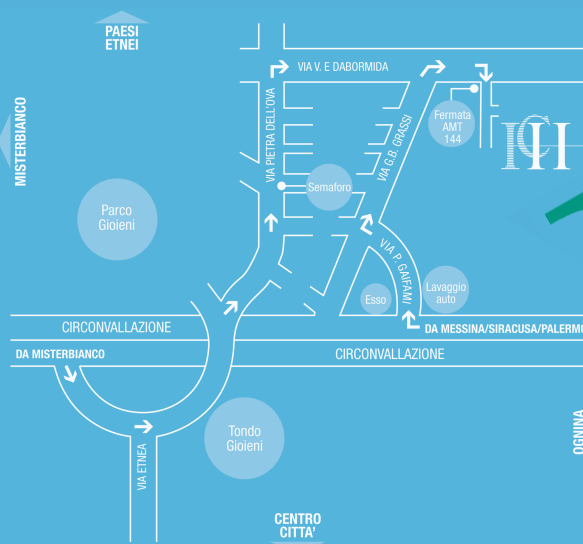 PAESI
ETNEI
VIA V. E DABORMIDA
MISTERBIANCO
VIA PIETRA DELL'OVA
VIA G.B. GRASSI
Fermata
AMT
144
Semaforo
Parco
Gioieni
VIA P. GAIFAMI
Esso
Lavaggio
auto
CIRCONVALLAZIONE
DA MESSINA/SIRACUSA/PALERMO
DA MISTERBIANCO
CIRCONVALLAZIONE
Tondo
Gioieni
VIA ETNEA
OGNINA
CENTRO
CITTA'